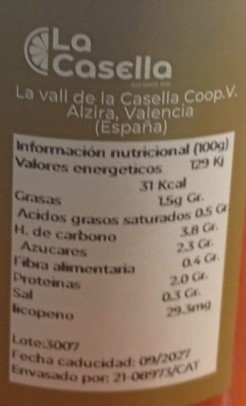 La
Casella
La vall de la Casella Coop.V.
Alzira, Valencia
(España)
Información nutricional (100g)
Valores energeticos 129 Kj
31 Kcal
Grasas 1.5g Gr.
Acidos grasos saturados 0.5 Gr
H. de carbono 3.8 Gr.
Azucares 2.3 Gr.
Fibra alimentaria 0.4 Gr.
Proteinas 2.0 Gr.
Sal 0.3 Gr.
licopeno 29.3mg
Lote:3007
Fecha caducidad: 09/2027
Envasado por: 21-08973/CAT